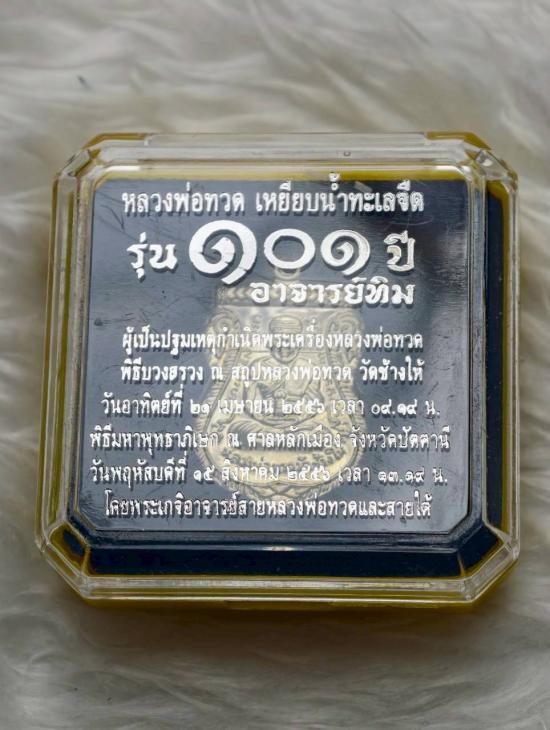 หลวงพ่อทวด เหยียบน้ำทะเลจืด
รุ่น ๑๐๑ ปี
อาจารย์ทิม
ผู้เป็นปฐมเหตุกำเนิดพระเครื่องหลวงพ่อทวด
พิธีบวงสรวง ณ สถูปหลวงพ่อทวด วัดช้างให้
วันอาทิตย์ที่ ๒๑ เมษายน ๒๕๕๖ เวลา ๐๙.๑๙ น.
พิธีมหาพุทธาภิเษก ณ ศาลหลักเมือง จังหวัดปัตตานี
วันพฤหัสบดีที่ ๑๕ สิงหาคม ๒๕๕๖ เวลา ๑๓.๑๙ น.
โดยพระเกจิอาจารย์สายหลวงพ่อทวดและสายใต้